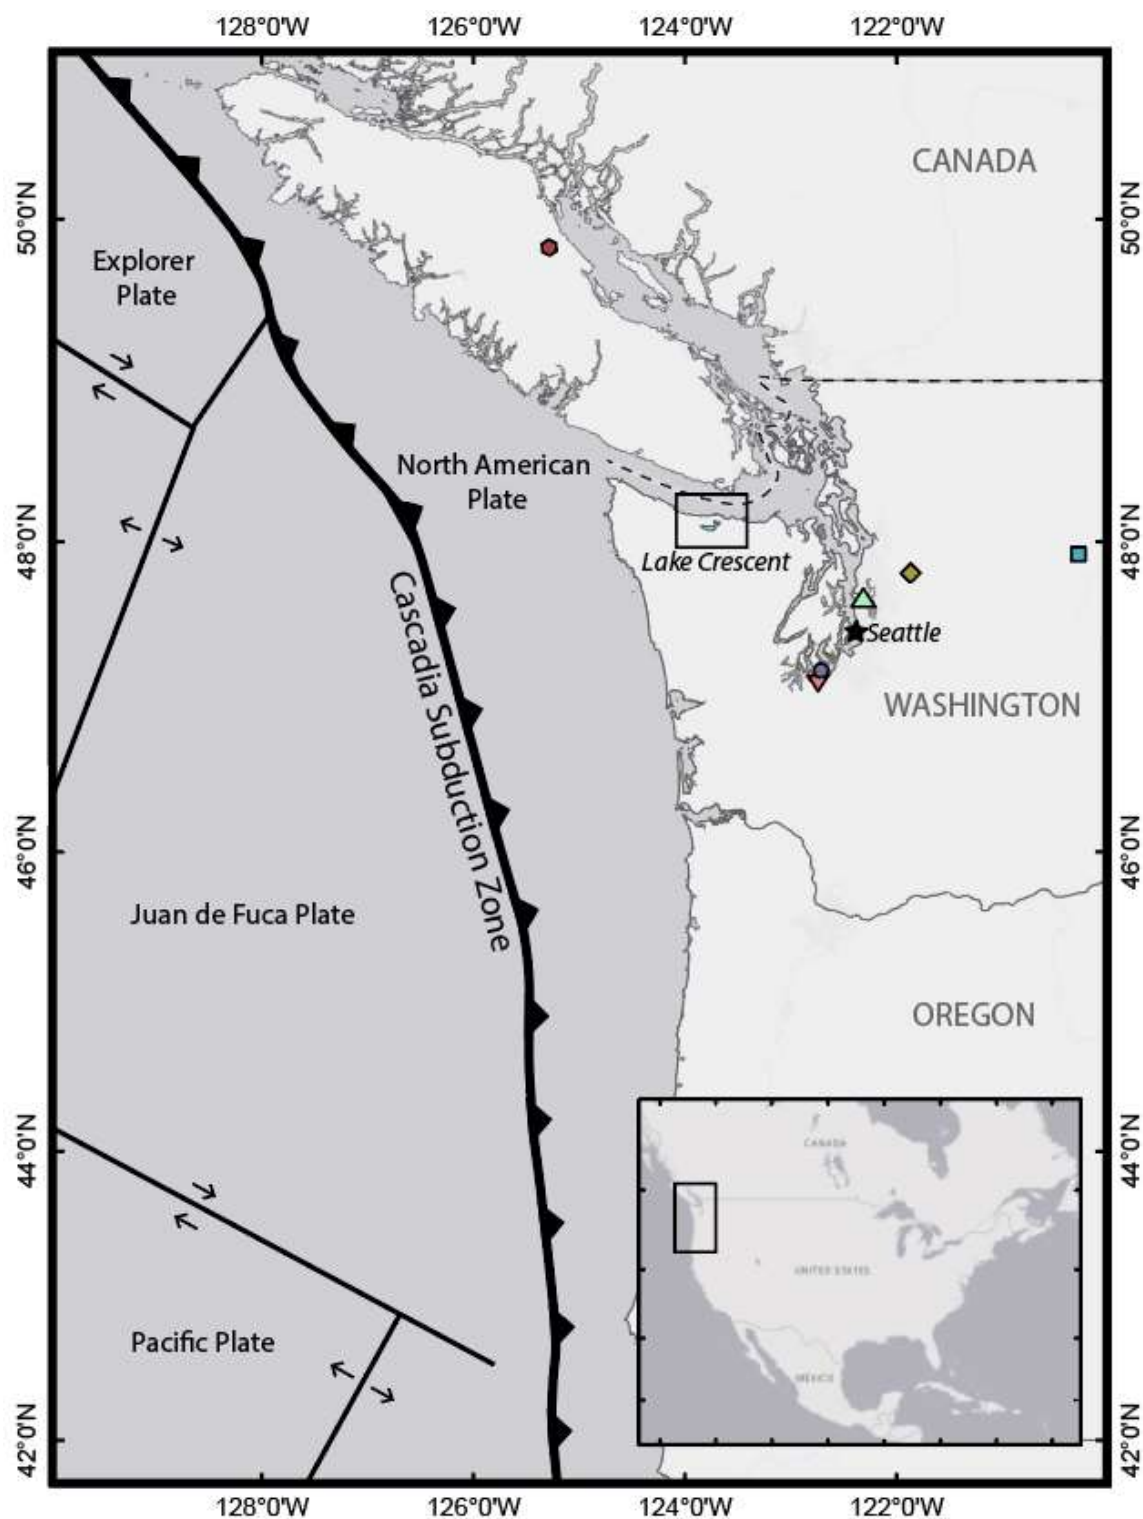 128°0'W 126°0'W 124°0'W 122°0'W
CANADA
50°0'N
50°0'N
Explorer
Plate
North American
Plate
48°0'N
48°0'N
Lake Crescent
Seattle
Cascadia Subduction Zone
WASHINGTON
46°0'N
46°0'N
Juan de Fuca Plate
OREGON
44°0'N
44°0'N
CANADA
UNITED STATES
Pacific Plate
MÉXICO
42°0'N
42°0'N
128°0'W 126°0'W 124°0'W 122°0'W